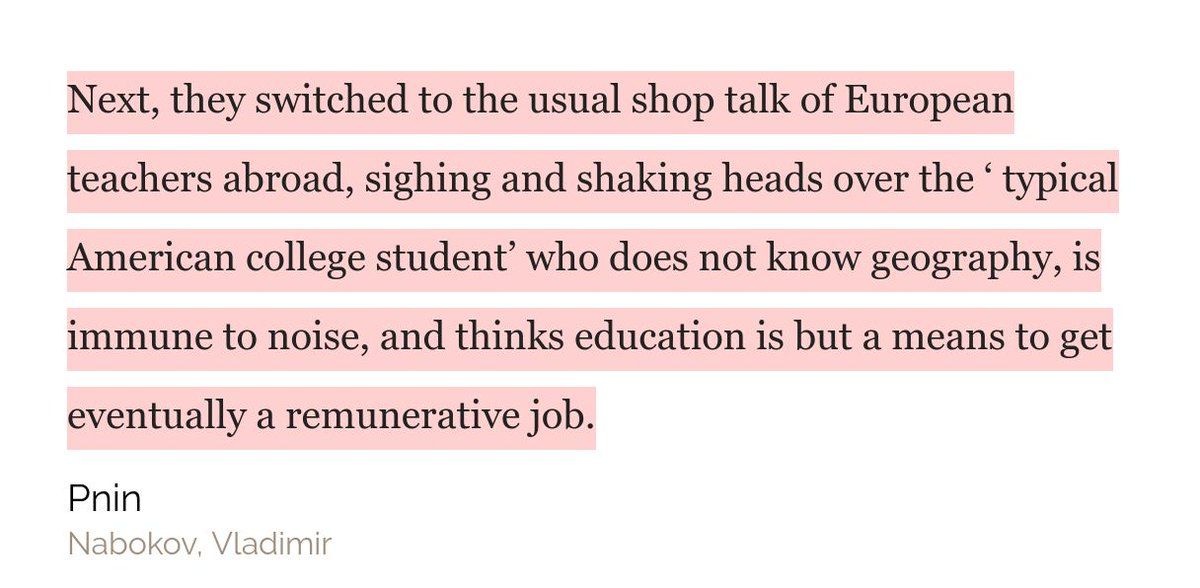 Next, they switched to the usual shop talk of European
teachers abroad, sighing and shaking heads over the ‘ typical
American college student’ who does not know geography, is
immune to noise, and thinks education is but a means to get
eventually a remunerative job.
Pnin
Nabokov, Vladimir